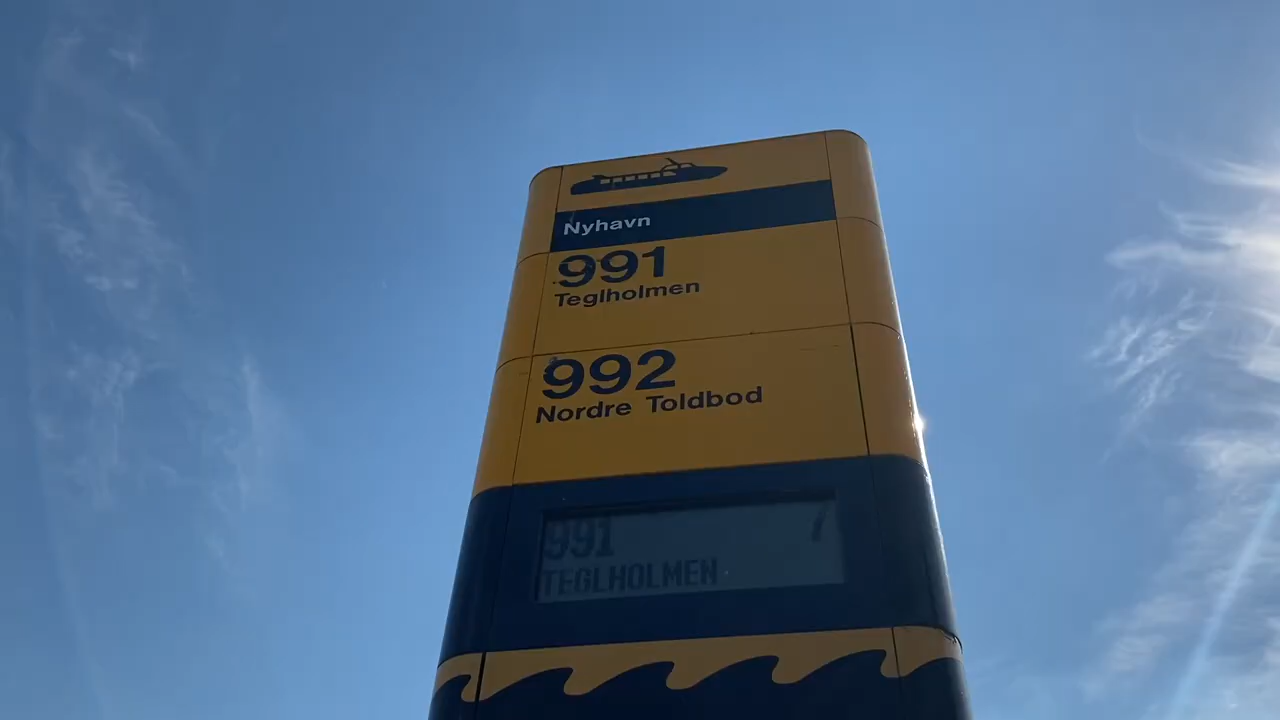 Nyhavn
991
Teglholmen
992
Nordre Toldbod
991 7
TEGLHOLMEN